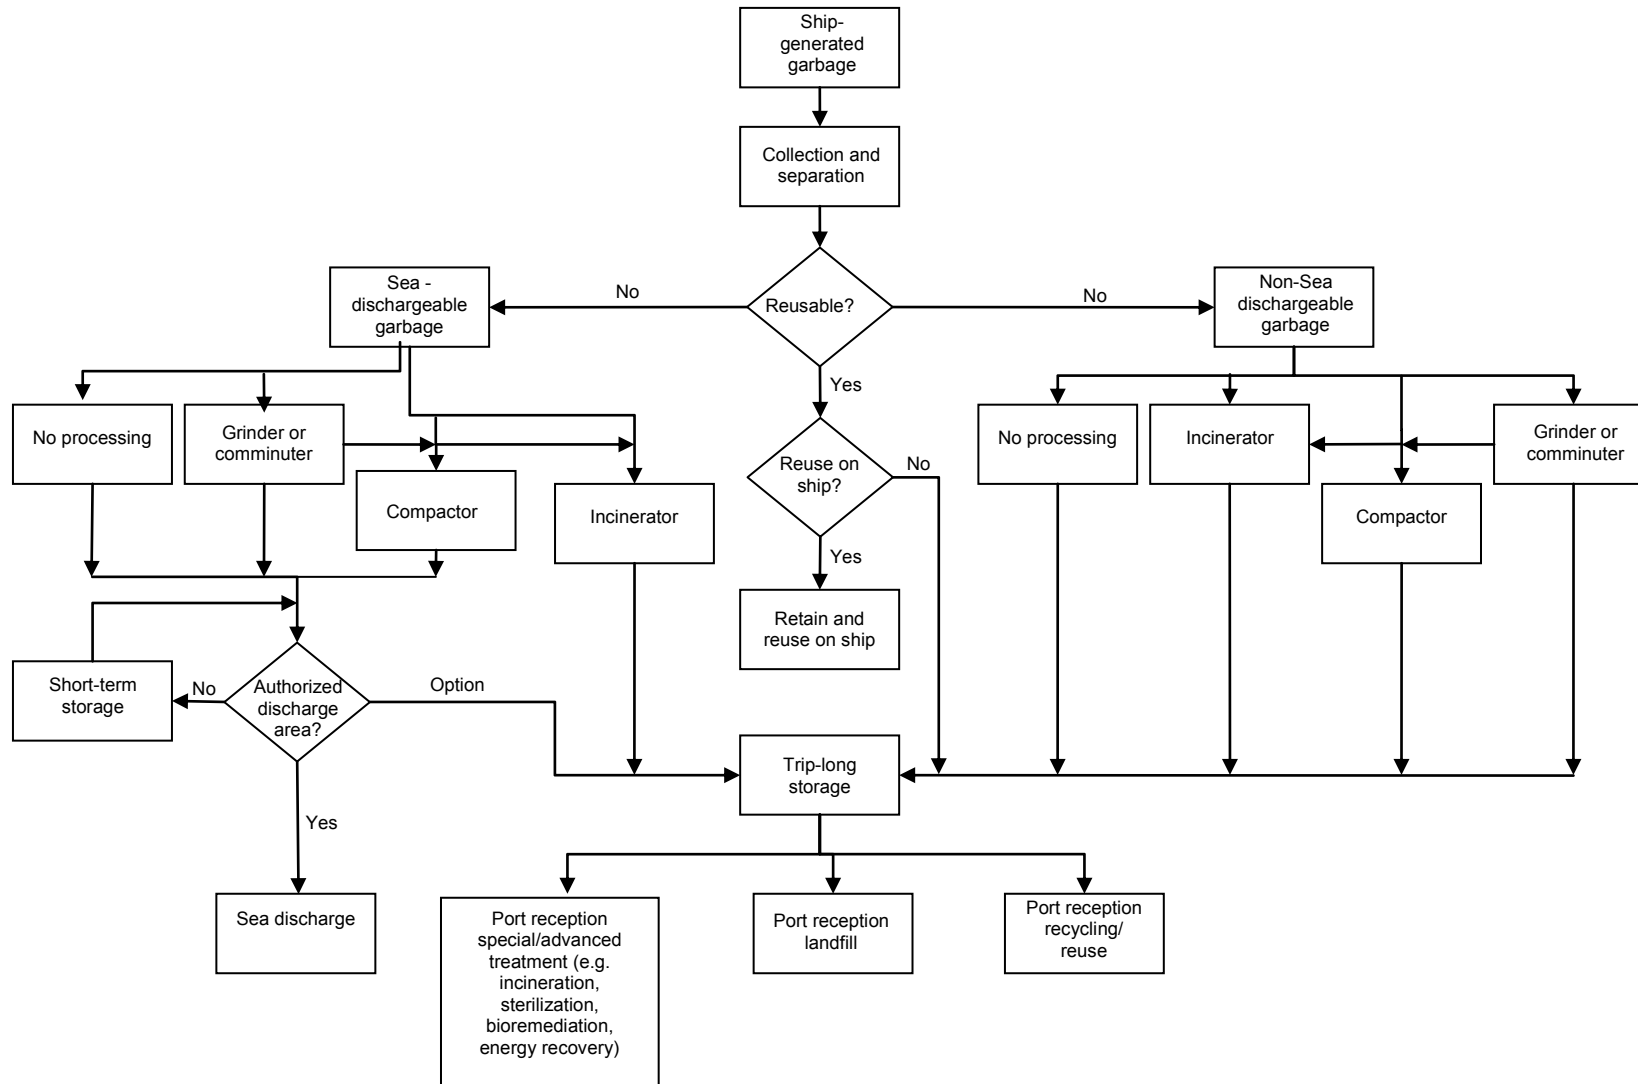 Ship-
generated
garbage
Collection and
separation
Sea -
dischargeable
garbage
No
Reusable?
No
Non-Sea
dischargeable
garbage
Yes
No processing
Grinder or
comminuter
Compactor
Incinerator
Reuse on
ship?
No
No processing
Incinerator
Compactor
Grinder or
comminuter
Yes
Retain and
reuse on ship
Short-term
storage
No
Authorized
discharge
area?
Option
Trip-long
storage
Yes
Sea discharge
Port reception
special/advanced
treatment (e.g.
incineration,
sterilization,
bioremediation,
energy recovery)
Port reception
landfill
Port reception
recycling/
reuse